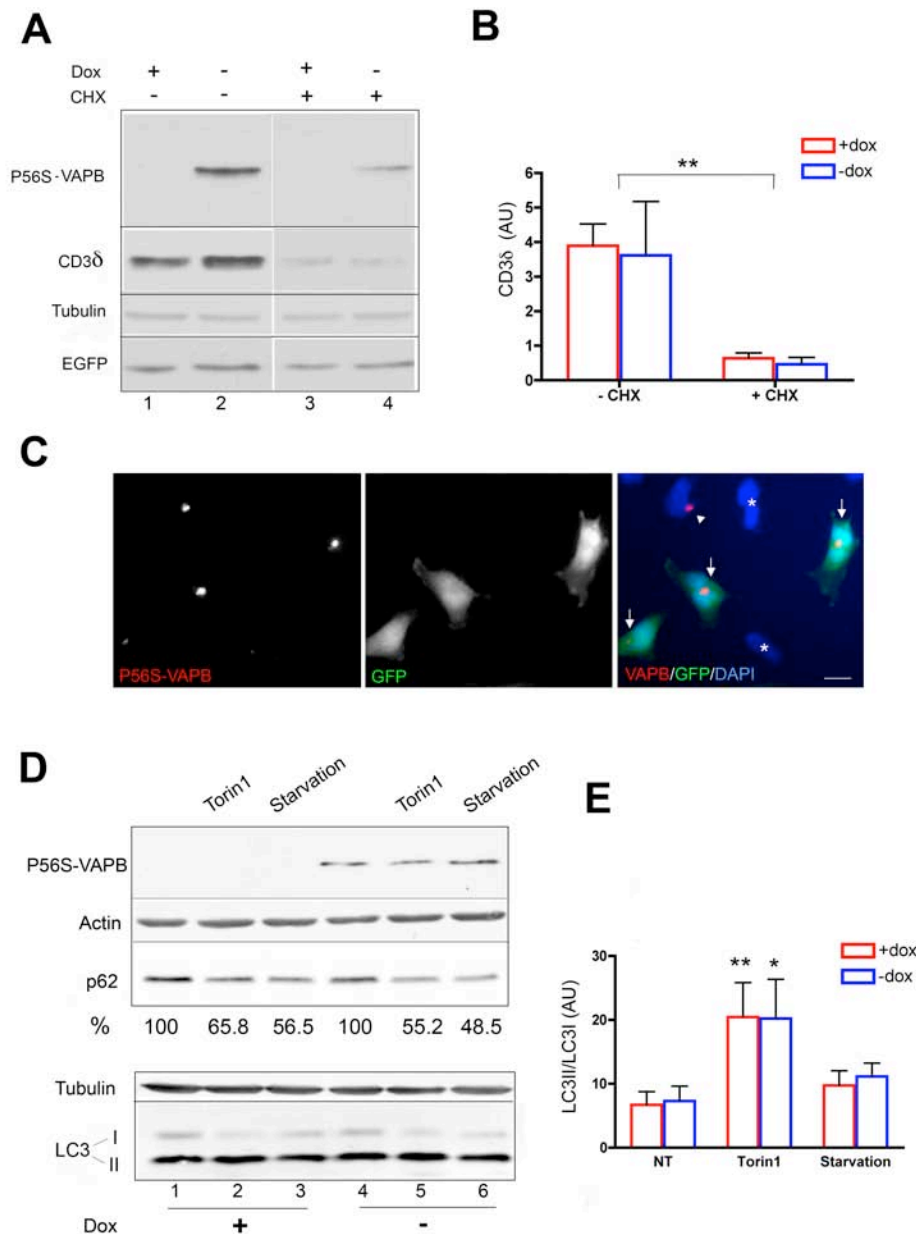 A
Dox + - + -
CHX - - + +
P56S-VAPB
CD3δ
Tubulin
EGFP
1 2 3 4
B
+dox
-dox
**
CD3δ (AU)
6
5
4
3
2
1
0
- CHX + CHX
C
P56S-VAPB
GFP
VAPB/GFP/DAPI
*
*
D
Torin1 Starvation Torin1 Starvation
P56S-VAPB
Actin
p62
% 100 65.8 56.5 100 55.2 48.5
Tubulin
LC3 I
II
1 2 3 4 5 6
Dox + -
E
+dox
-dox
** *
LC3II/LC3I (AU)
30
20
10
0
NT Torin1 Starvation